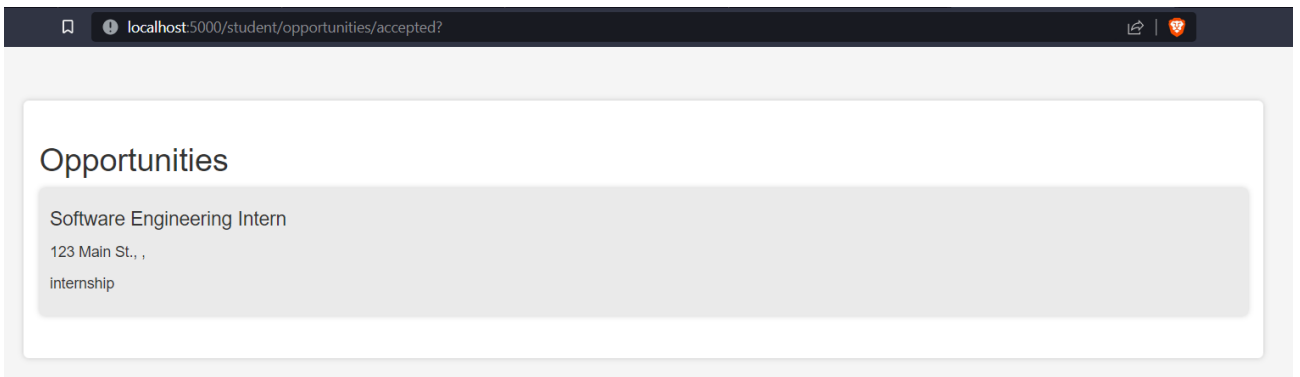 localhost:5000/student/opportunities/accepted?
Opportunities
Software Engineering Intern
123 Main St., ,
internship